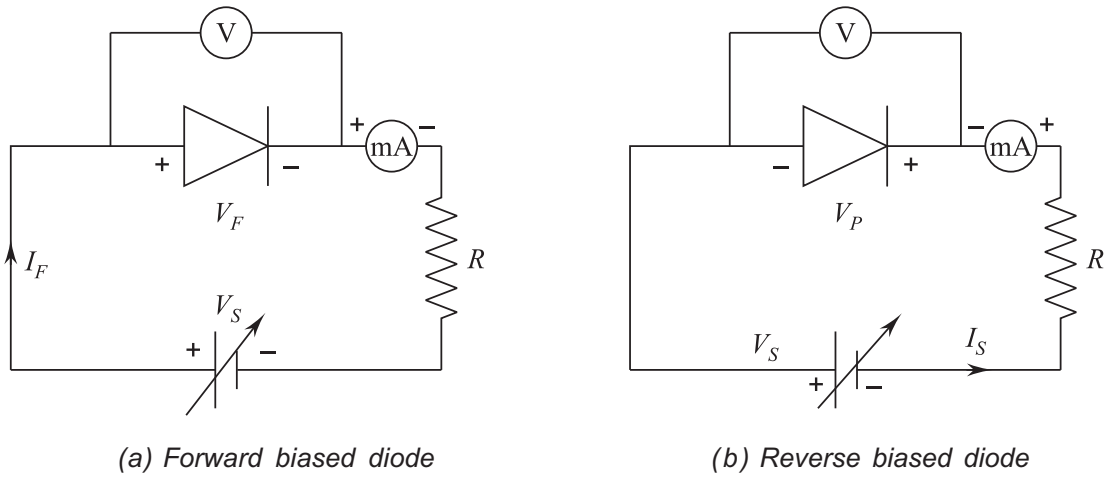 V
+ − + mA −
V_F
I_F
R
V_S
+ −
(a) Forward biased diode
V
− + − mA +
V_P
R
V_S
I_S
+ −
(b) Reverse biased diode